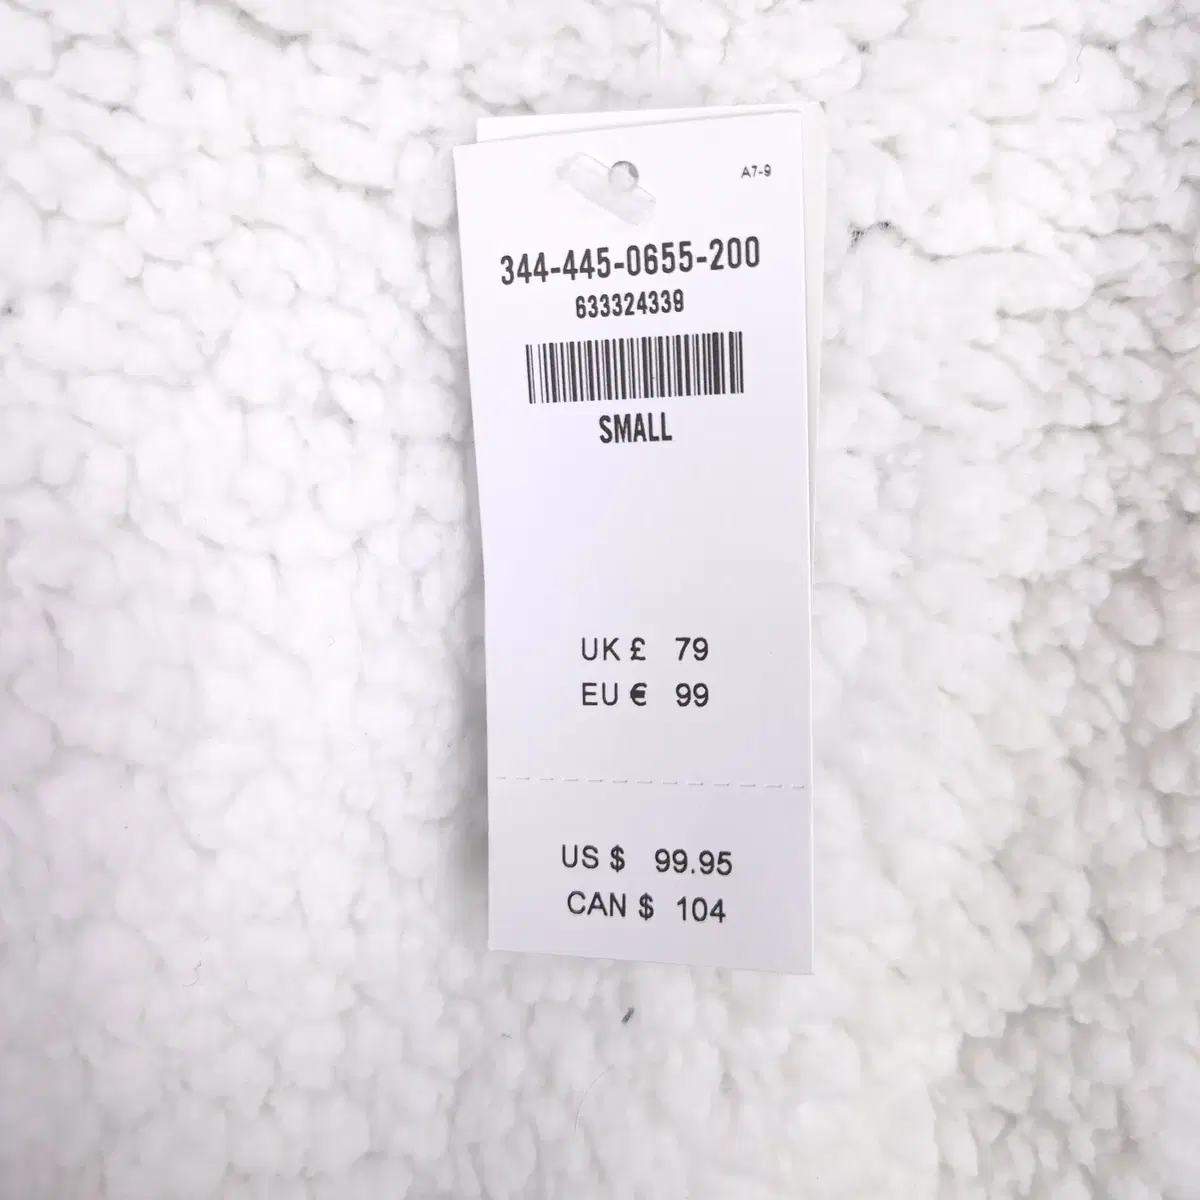 A7-9
344-445-0655-200
633324339
SMALL
UK £ 79
EU € 99
US $ 99.95
CAN $ 104